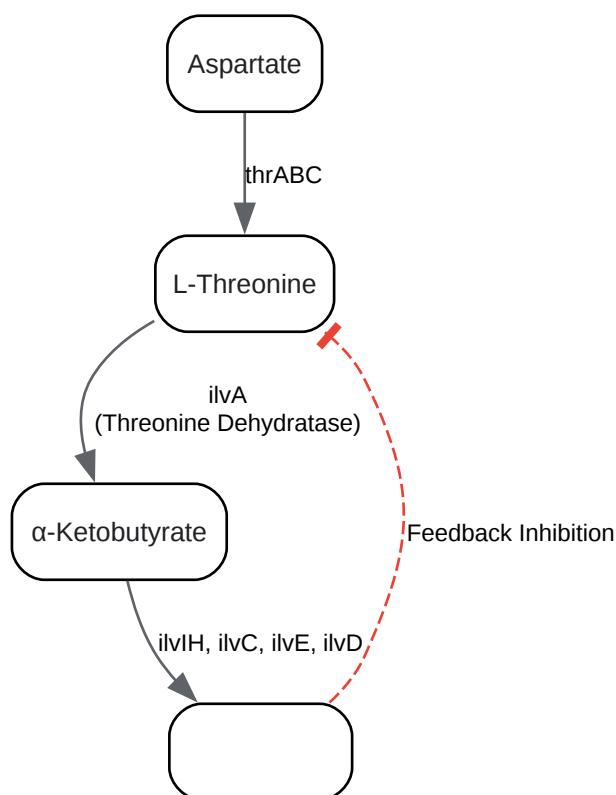 Aspartate
thrABC
L-Threonine
ilvA
(Threonine Dehydratase)
α-Ketobutyrate
Feedback Inhibition
ilvIH, ilvC, ilvE, ilvD